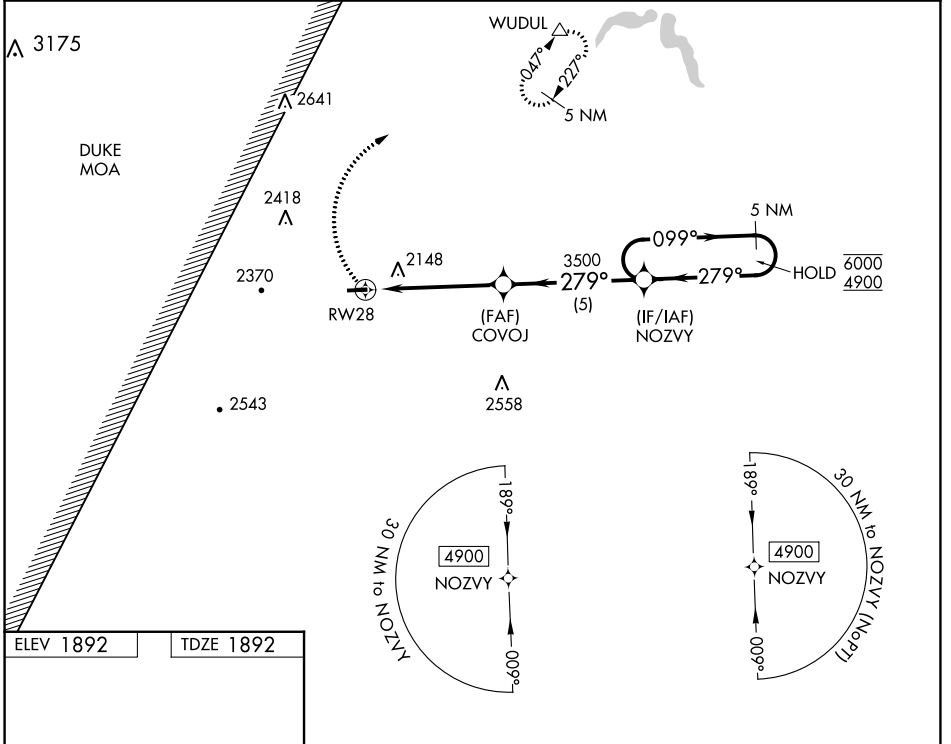 WUDUL
3175
047°
227°
2641
5 NM
DUKE
MOA
2418
5 NM
099°
2148
3500
279°
279°
HOLD
6000
4900
2370
(5)
RW28
(FAF)
COVOJ
(IF/IAF)
NOZVY
2558
2543
189°
4900
NOZVY
009°
30 NM to NOZVY
189°
4900
NOZVY
009°
30 NM to NOZVY (NoPT)
ELEV 1892
TDZE 1892